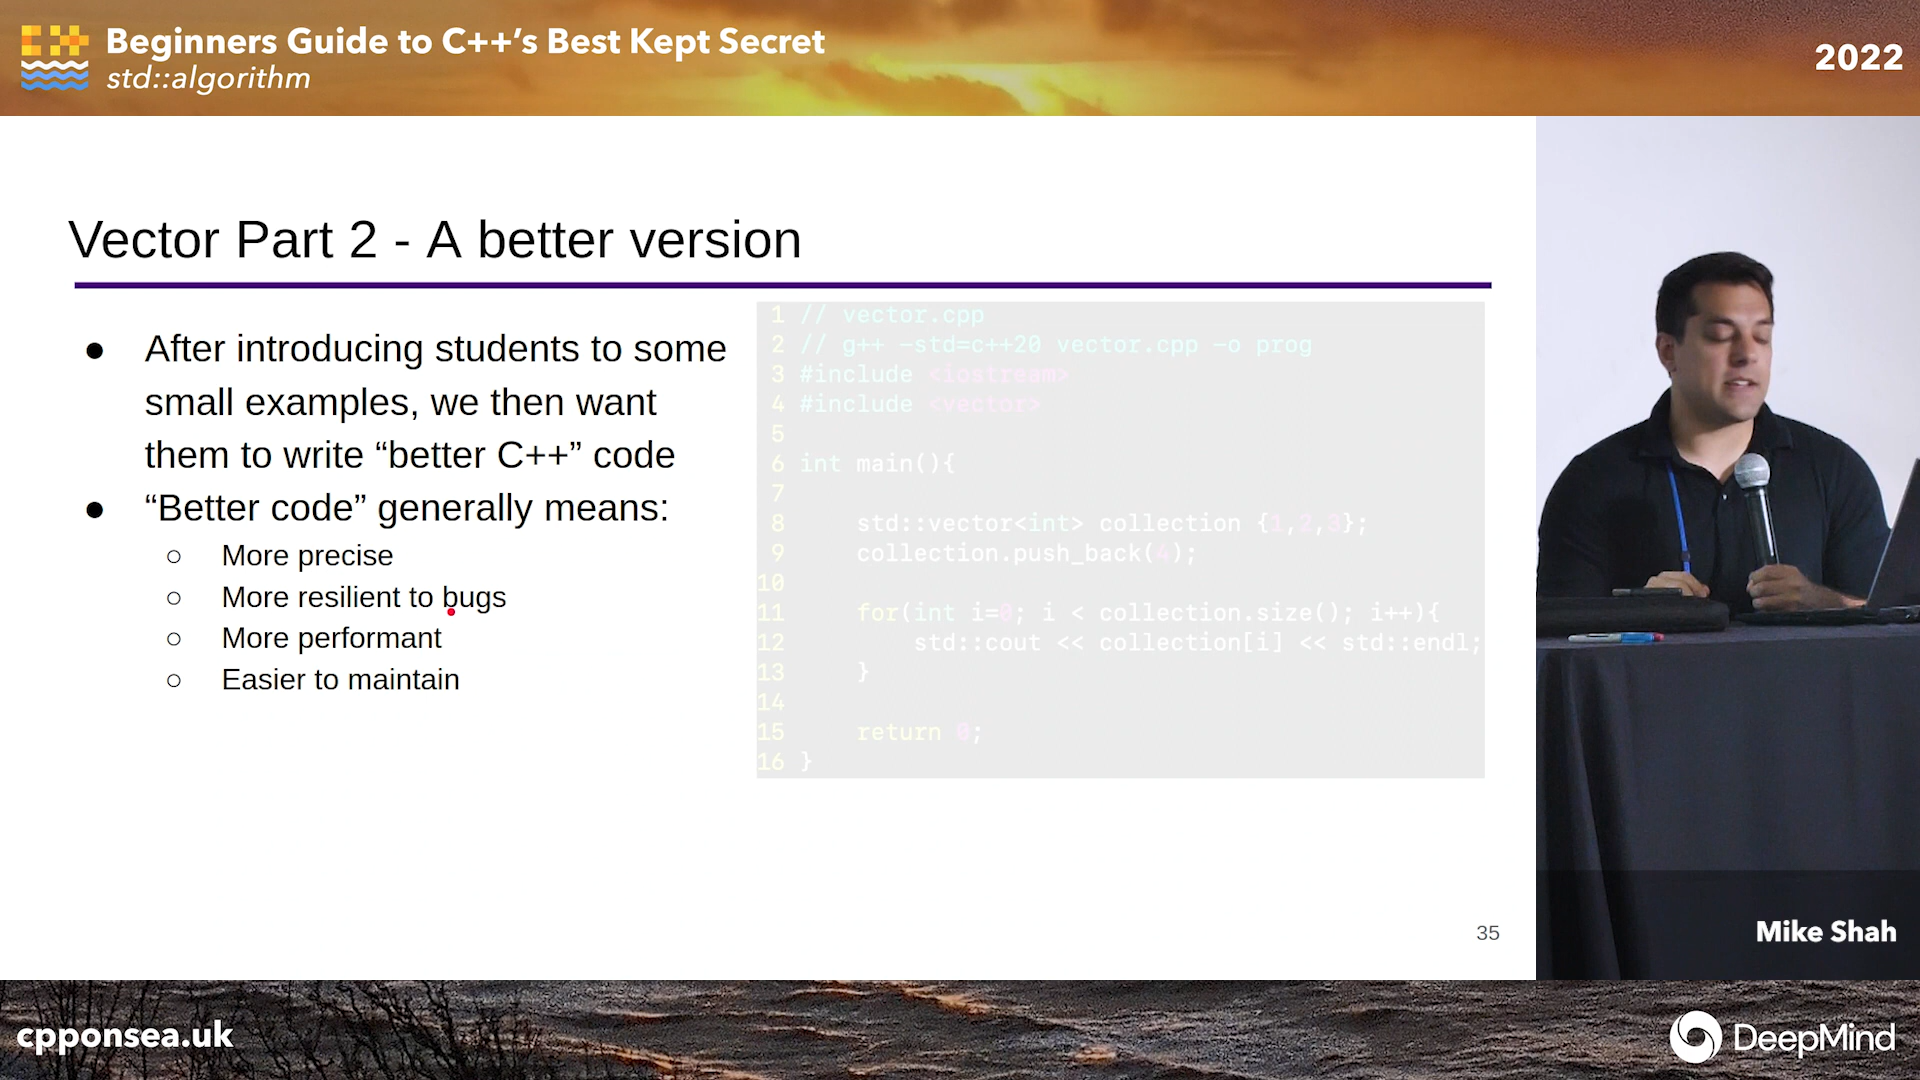 Beginners Guide to C++'s Best Kept Secret
std::algorithm
2022
Vector Part 2 - A better version
● After introducing students to some
small examples, we then want
them to write “better C++” code
● “Better code” generally means:
○ More precise
○ More resilient to bugs
○ More performant
○ Easier to maintain
1 // vector.cpp
2 // g++ -std=c++20 vector.cpp -o prog
3 #include <iostream>
4 #include <vector>
5
6 int main(){
7
8     std::vector<int> collection {1,2,3};
9     collection.push_back(4);
10
11     for(int i=0; i < collection.size(); i++){
12         std::cout << collection[i] << std::endl;
13     }
14
15     return 0;
16 }
35
Mike Shah
cpponsea.uk
DeepMind